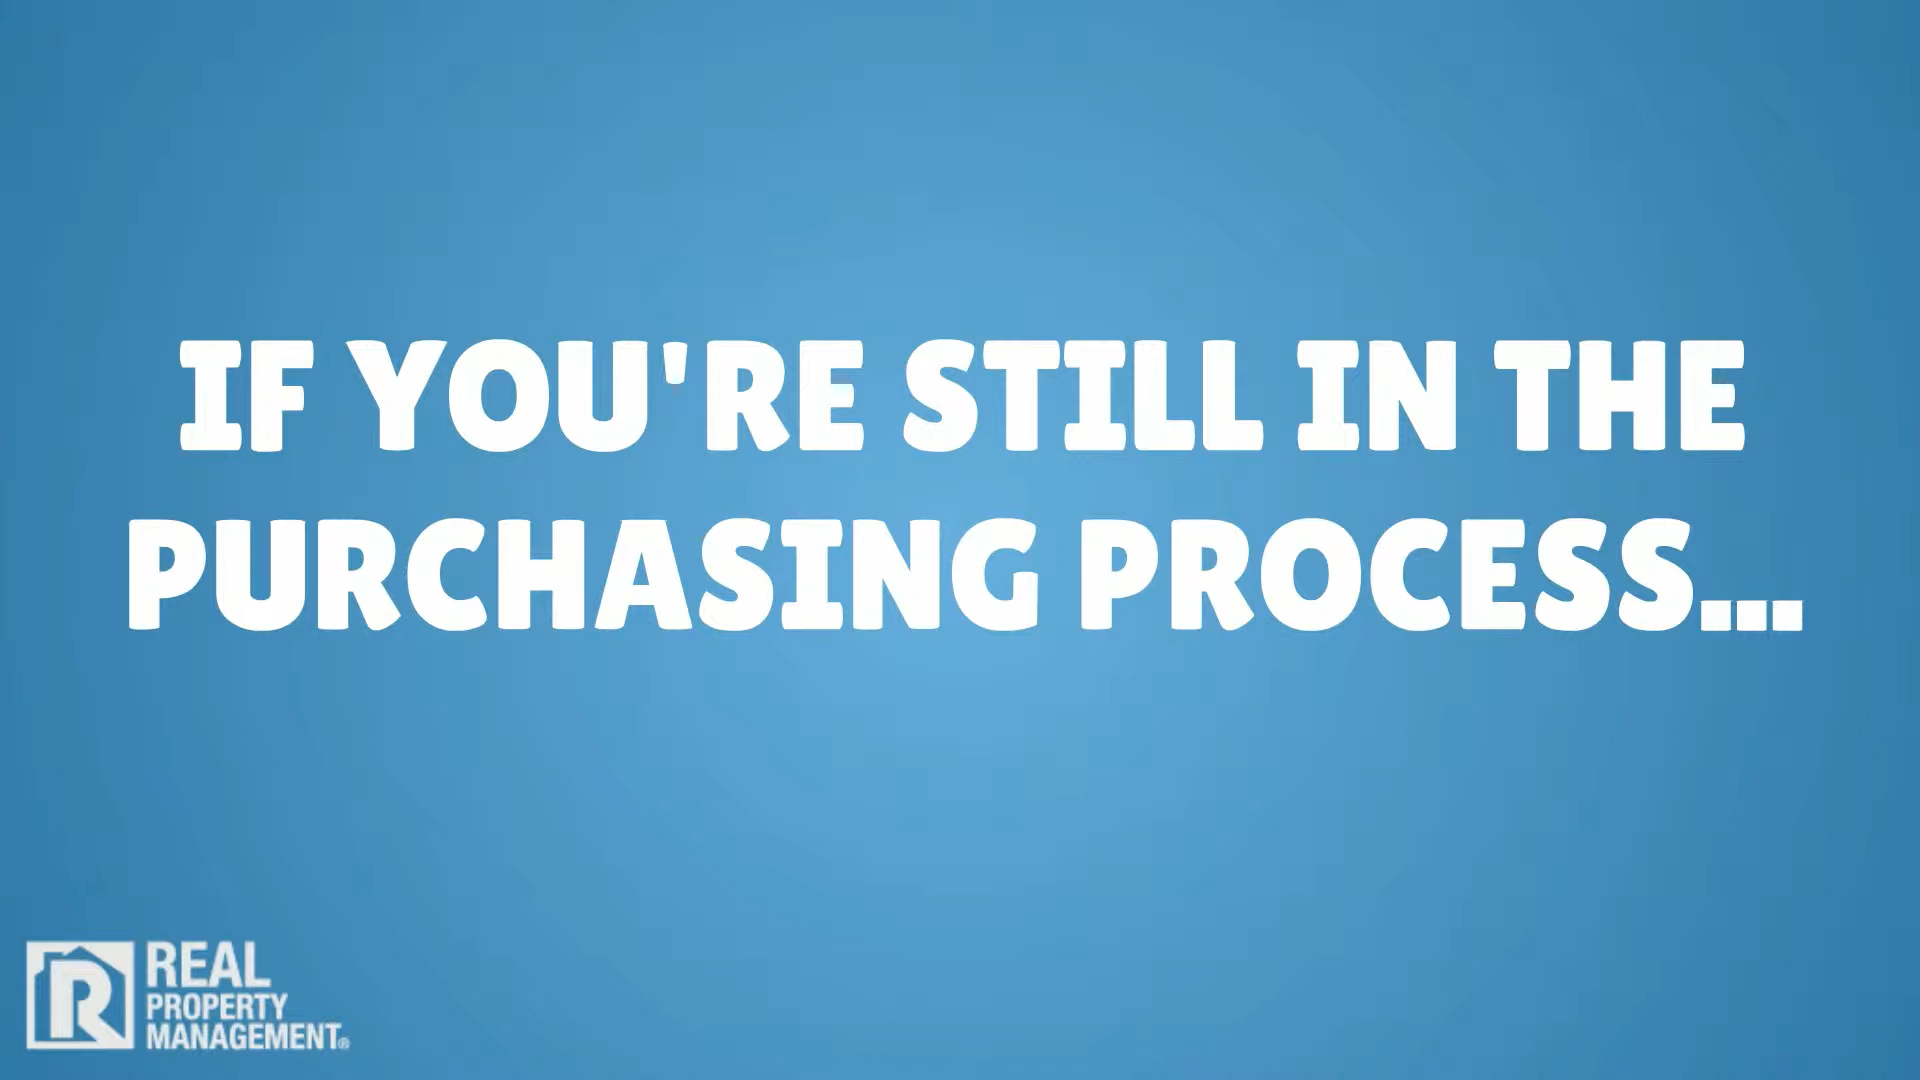 IF YOU'RE STILL IN THE
PURCHASING PROCESS...
REAL
PROPERTY
MANAGEMENT®